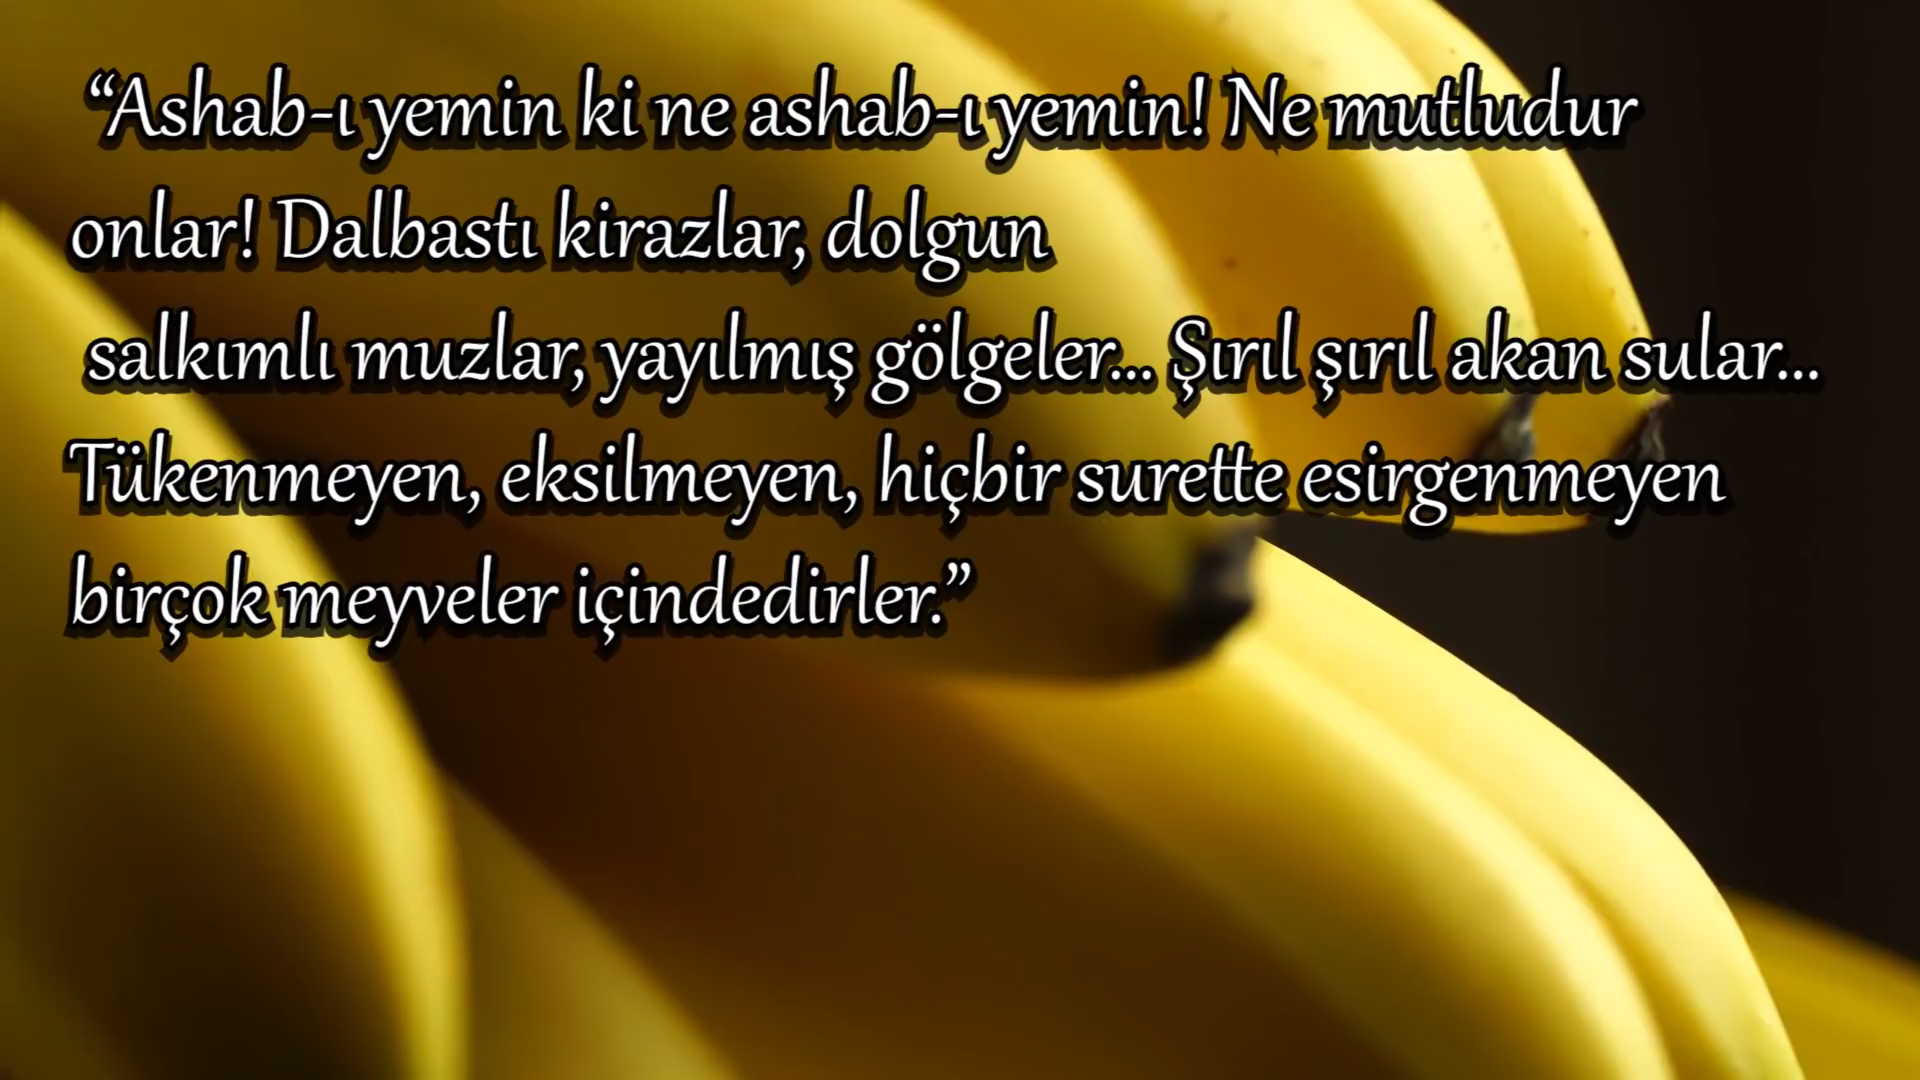 “Ashab-ı yemin ki ne ashab-ı yemin! Ne mutludur
onlar! Dalbastı kirazlar, dolgun
salkımlı muzlar, yayılmış gölgeler... Şırıl şırıl akan sular...
Tükenmeyen, eksilmeyen, hiçbir surette esirgenmeyen
birçok meyveler içindedirler.”